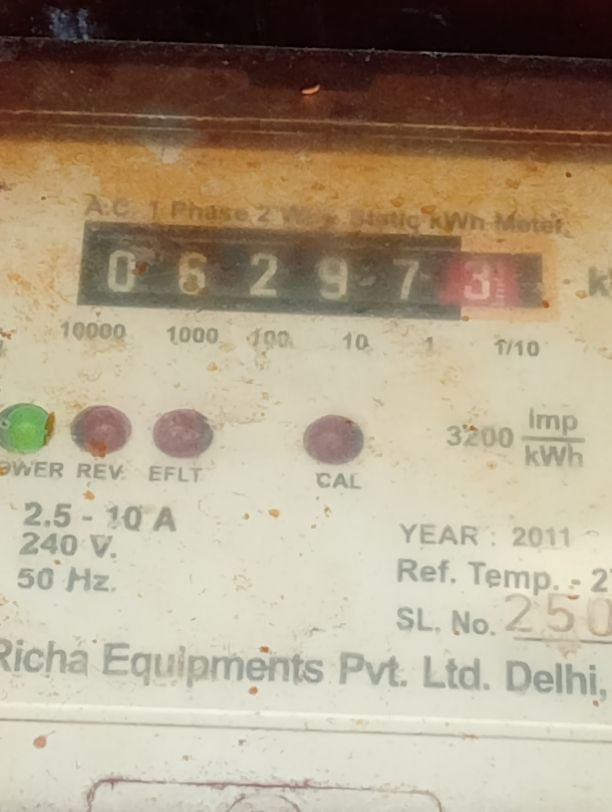 A.C. 1 Phase 2 Wire Static kWh Meter
0 6 2 9 7 3
10000 1000 100 10 1 1/10
3200 Imp/kWh
REV. EFLT CAL
2.5 - 10 A
240 V.
50 Hz.
YEAR : 2011
Ref. Temp. - 2
SL. No. 250
Richa Equipments Pvt. Ltd. Delhi,